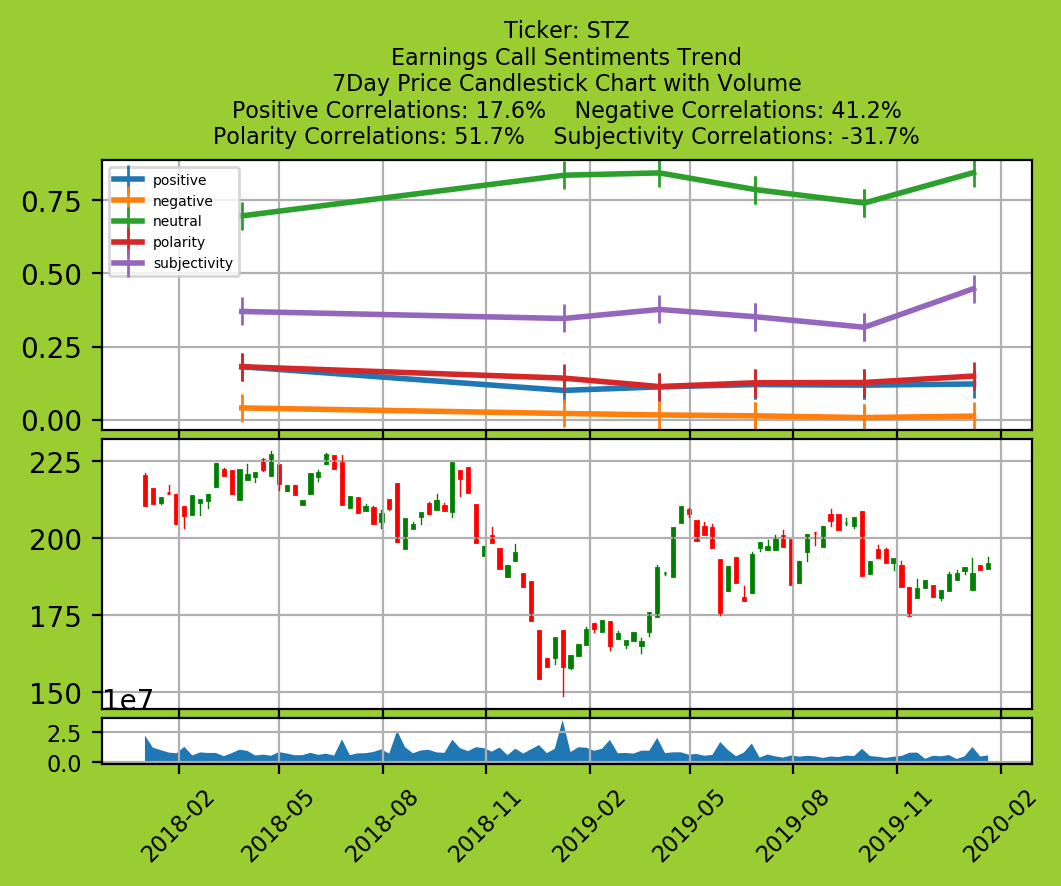 Ticker: STZ
Earnings Call Sentiments Trend
7Day Price Candlestick Chart with Volume
Positive Correlations: 17.6%    Negative Correlations: 41.2%
Polarity Correlations: 51.7%    Subjectivity Correlations: -31.7%
positive
negative
neutral
polarity
subjectivity
0.75
0.50
0.25
0.00
225
200
175
150
1e7
2.5
0.0
2018-02
2018-05
2018-08
2018-11
2019-02
2019-05
2019-08
2019-11
2020-02